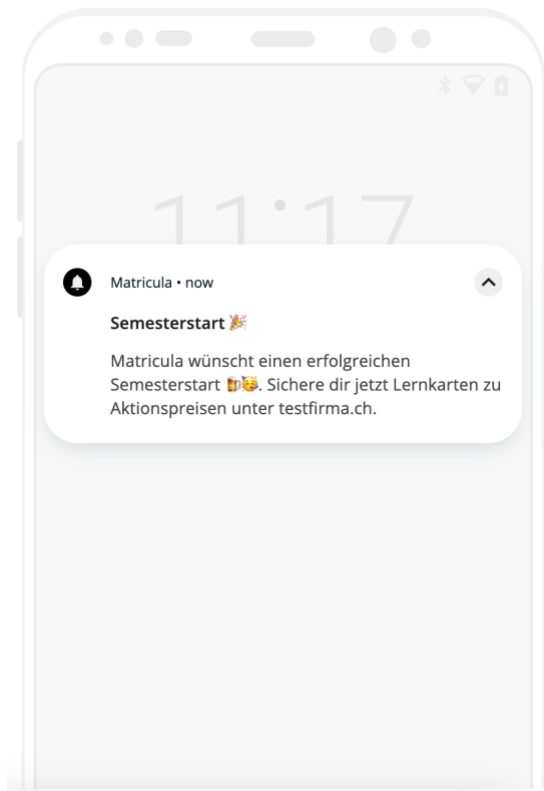 11:17
Matricula • now
Semesterstart 🎉
Matricula wünscht einen erfolgreichen
Semesterstart 🍺🥳. Sichere dir jetzt Lernkarten zu
Aktionspreisen unter testfirma.ch.